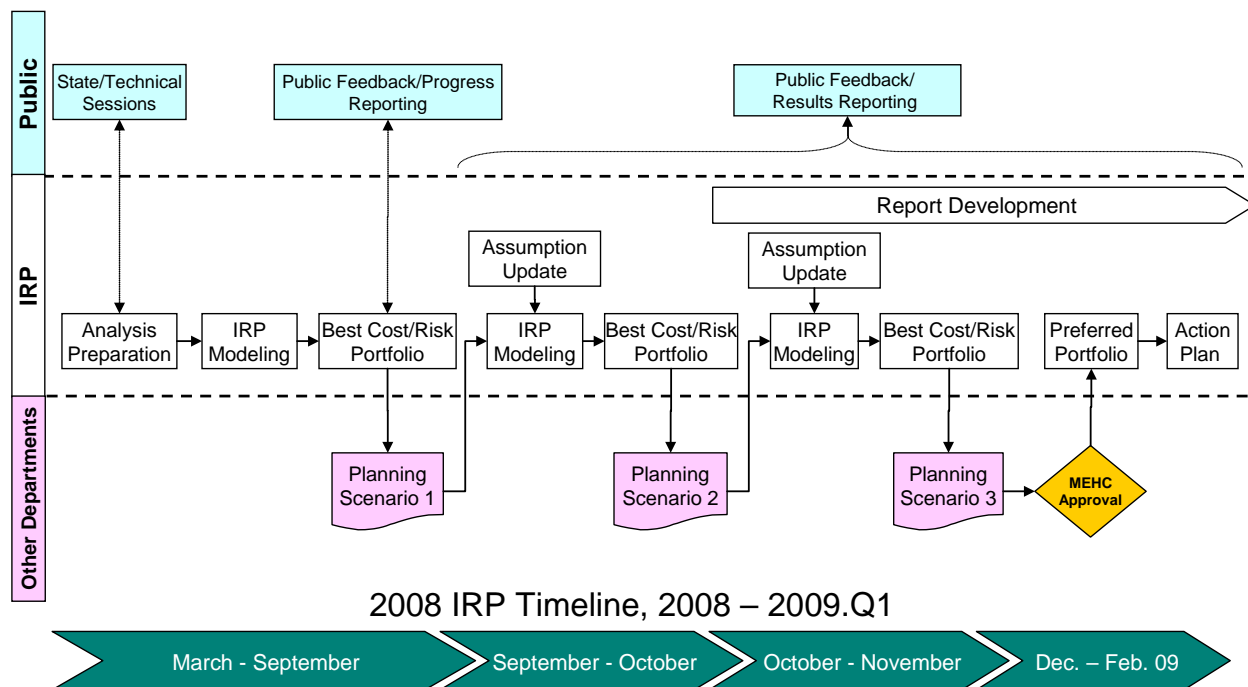 Public
State/Technical
Sessions
Public Feedback/Progress
Reporting
Public Feedback/
Results Reporting
IRP
Report Development
Assumption
Update
Assumption
Update
Analysis
Preparation
IRP
Modeling
Best Cost/Risk
Portfolio
IRP
Modeling
Best Cost/Risk
Portfolio
IRP
Modeling
Best Cost/Risk
Portfolio
Preferred
Portfolio
Action
Plan
Other Departments
Planning
Scenario 1
Planning
Scenario 2
Planning
Scenario 3
MEHC
Approval
2008 IRP Timeline, 2008 – 2009.Q1
March - September
September - October
October - November
Dec. – Feb. 09